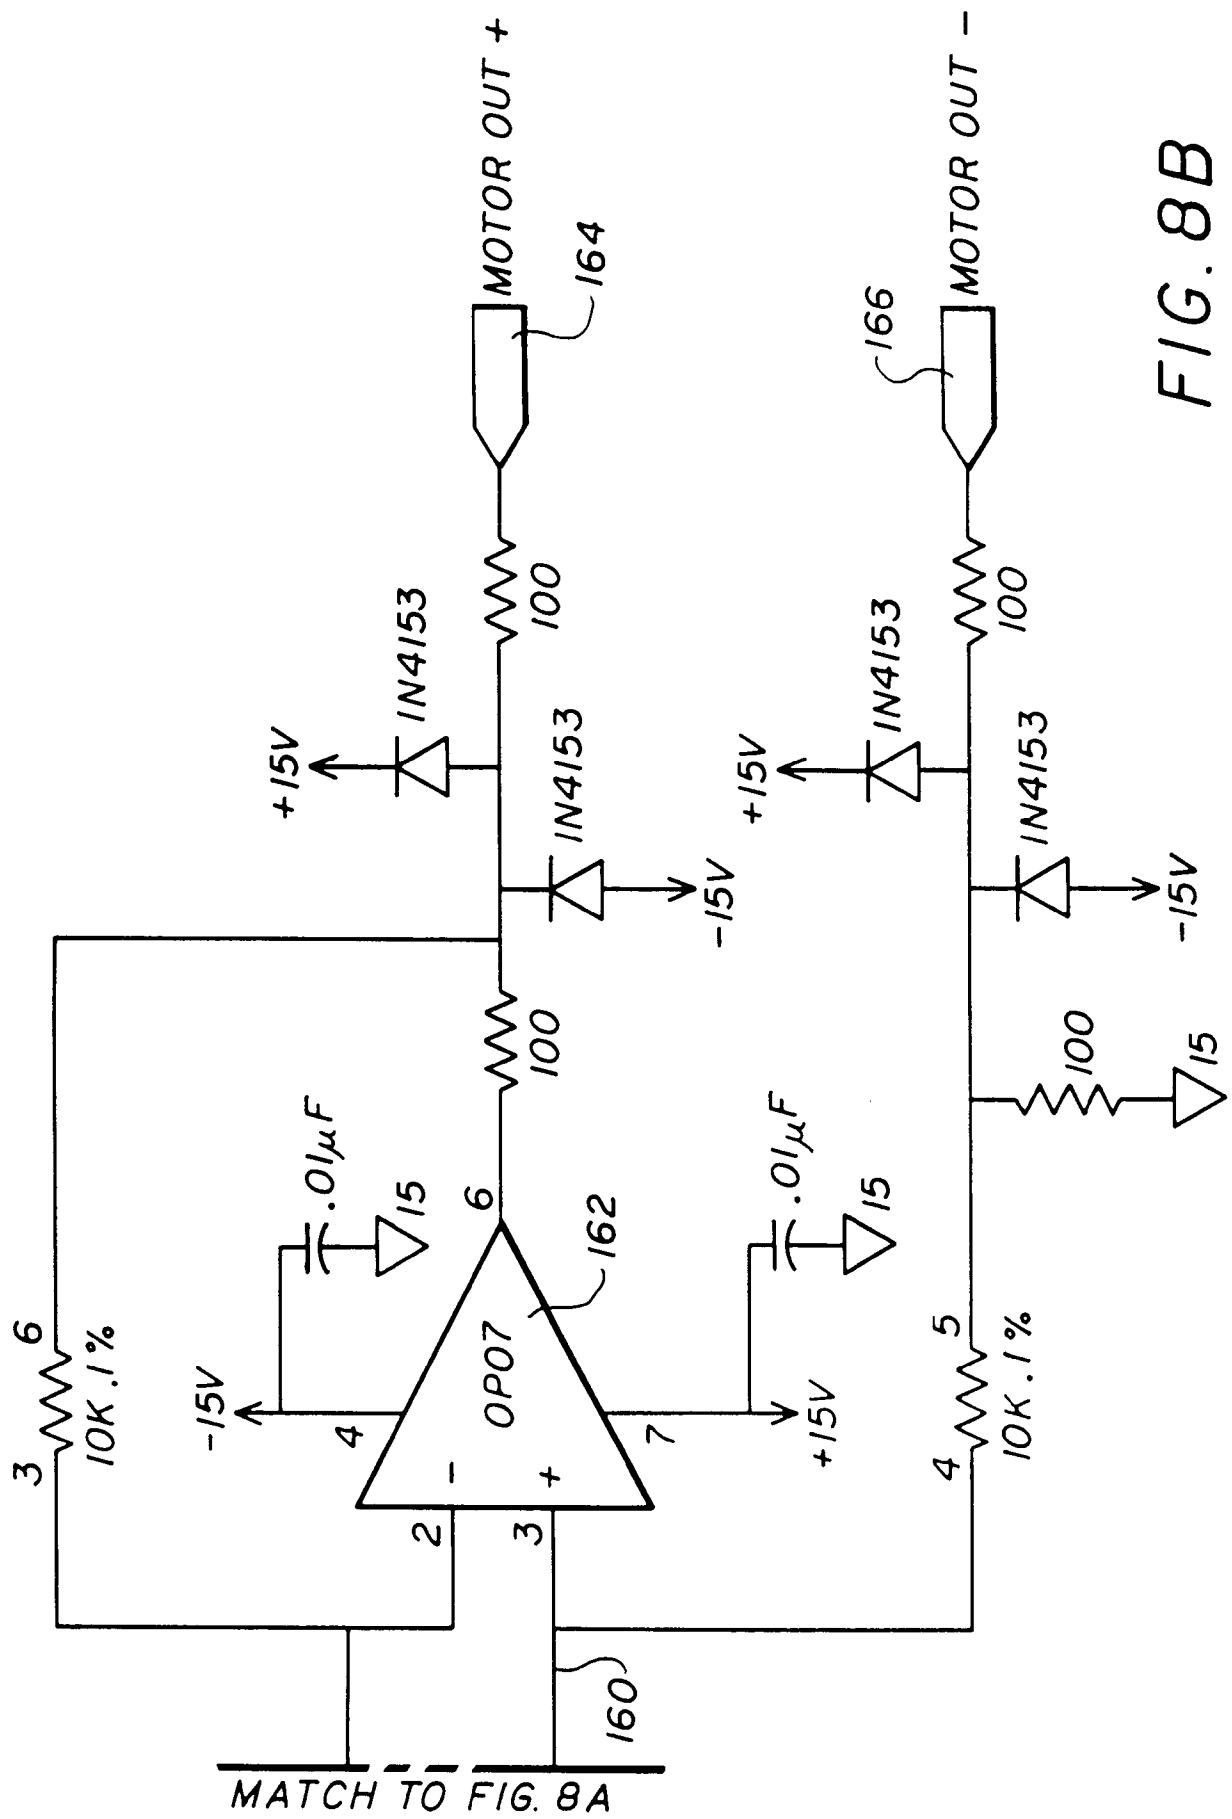 MATCH TO FIG. 8A
160
3
6
10K .1%
2
3
-
+
OP07
162
4
-15V
.01µF
15
7
+15V
.01µF
15
6
100
-15V
1N4153
+15V
1N4153
100
MOTOR OUT +
164
4
5
10K .1%
100
15
-15V
1N4153
+15V
1N4153
100
MOTOR OUT -
166
FIG. 8B